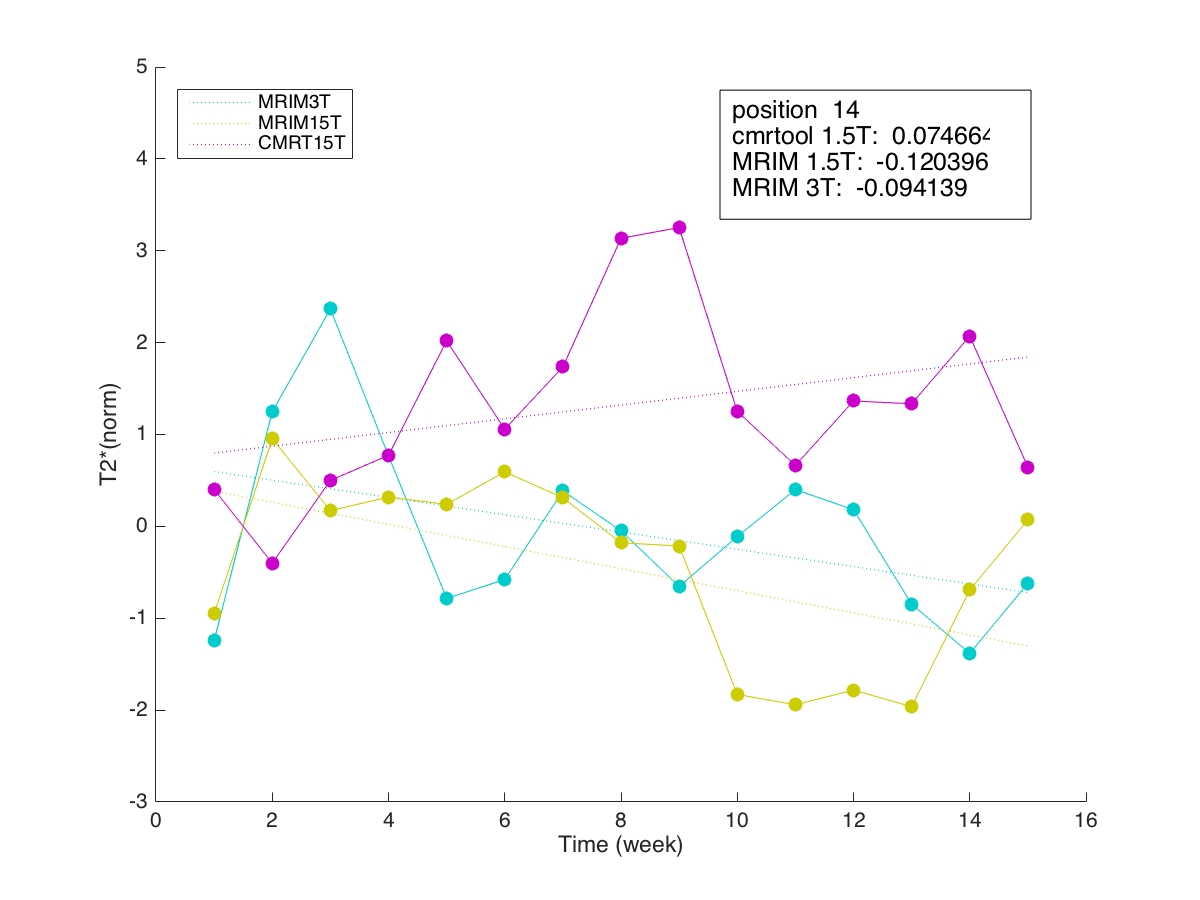 5
4
3
2
1
0
-1
-2
-3
0 2 4 6 8 10 12 14 16
T2*(norm)
Time (week)
MRIM3T
MRIM15T
CMRT15T
position 14
cmrtool 1.5T: 0.074664
MRIM 1.5T: -0.120396
MRIM 3T: -0.094139